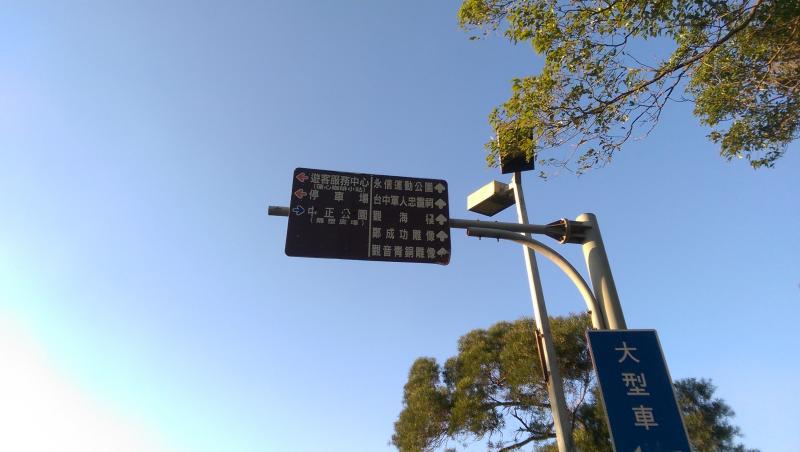 遊客服務中心
停車場
中正公園
永信運動公園
台中軍人忠靈祠
觀海樓
鄭成功雕像
觀音青銅雕像
大型車